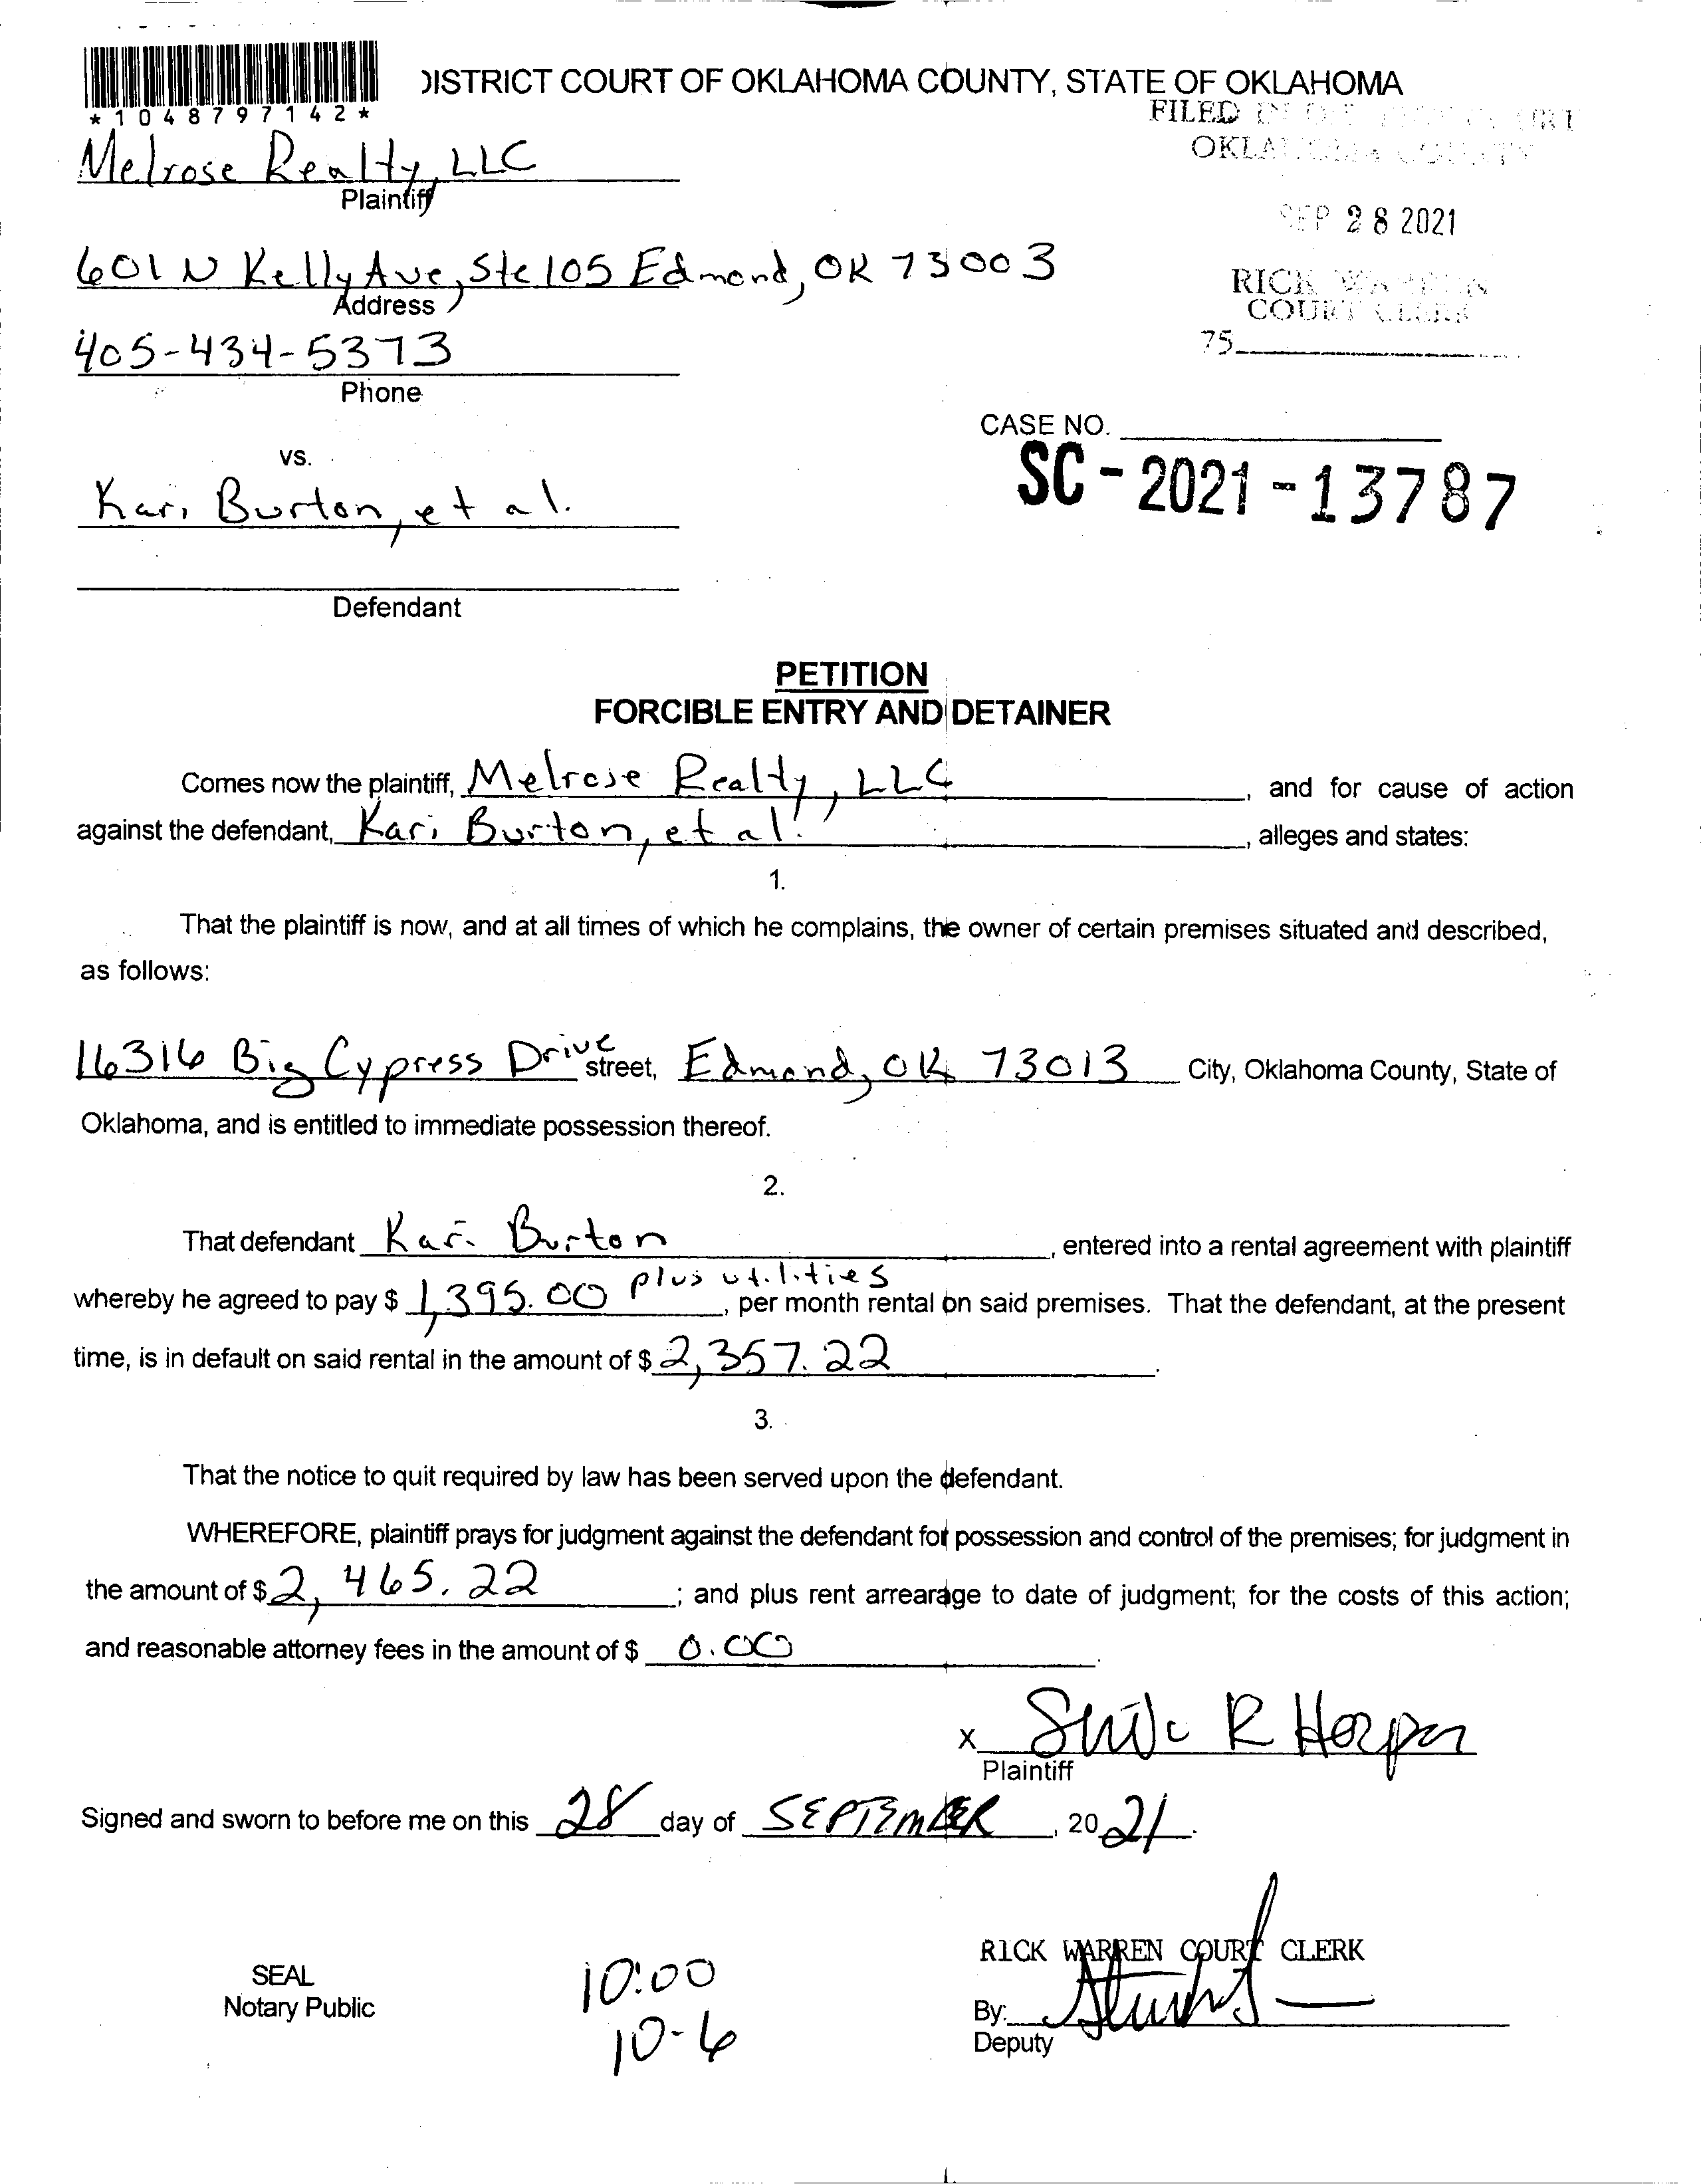 DISTRICT COURT OF OKLAHOMA COUNTY, STATE OF OKLAHOMA
*1048797142*
FILED
Melrose Realty, LLC
Plaintiff
SEP 28 2021
601 N Kelly Ave, Ste 105 Edmond, OK 73003
Address
RICK WARREN
COURT CLERK
405-434-5373
75
Phone
CASE NO.
SC-2021-13787
vs.
Kari Burton, et al.
Defendant
PETITION
FORCIBLE ENTRY AND DETAINER
Comes now the plaintiff, Melrose Realty, LLC, and for cause of action
against the defendant, Kari Burton, et al., alleges and states:
1.
That the plaintiff is now, and at all times of which he complains, the owner of certain premises situated and described,
as follows:
16316 Big Cypress Drive street, Edmond, OK 73013 City, Oklahoma County, State of
Oklahoma, and is entitled to immediate possession thereof.
2.
That defendant Kari Burton, entered into a rental agreement with plaintiff
whereby he agreed to pay $ 1,395.00 plus utilities, per month rental on said premises. That the defendant, at the present
time, is in default on said rental in the amount of $ 2,357.22.
3.
That the notice to quit required by law has been served upon the defendant.
WHEREFORE, plaintiff prays for judgment against the defendant for possession and control of the premises; for judgment in
the amount of $ 2,465.22; and plus rent arrearage to date of judgment; for the costs of this action;
and reasonable attorney fees in the amount of $ 0.00.
x R Harper
Plaintiff
Signed and sworn to before me on this 28 day of SEPTEMBER, 2021.
RICK WARREN COURT CLERK
SEAL
Notary Public
10:00
10-6
By:
Deputy